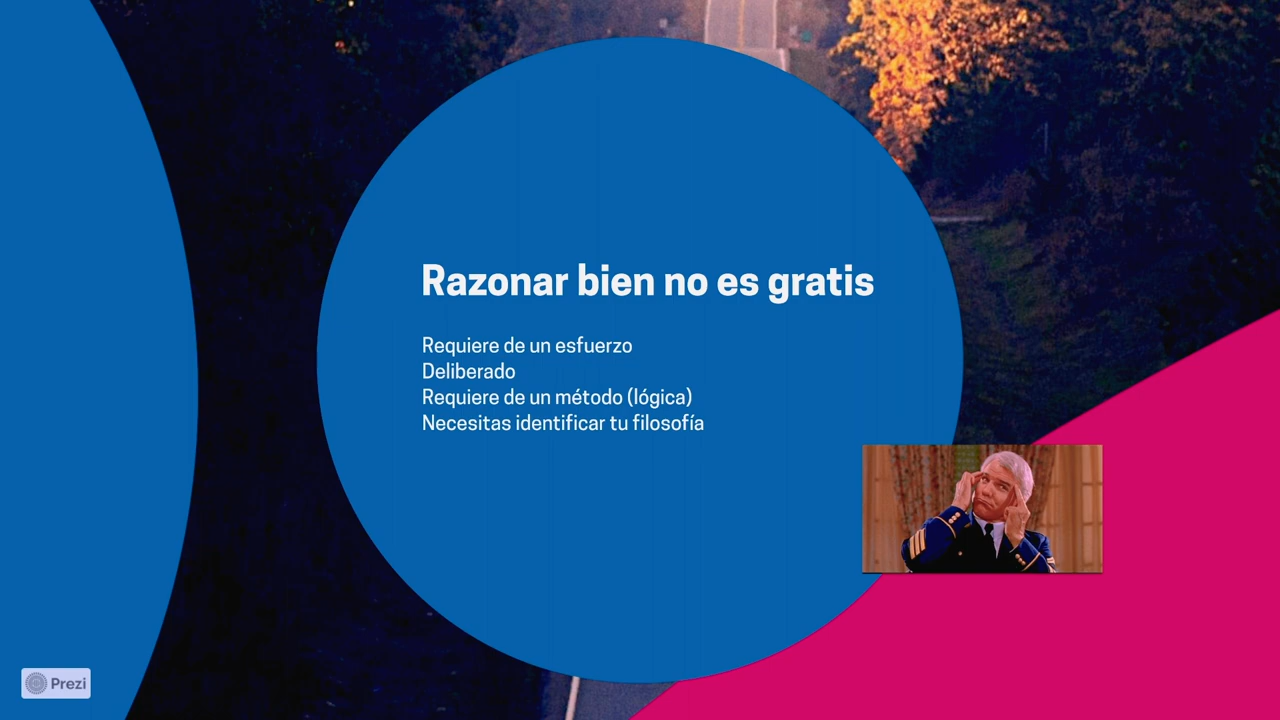 Razonar bien no es gratis
Requiere de un esfuerzo
Deliberado
Requiere de un método (lógica)
Necesitas identificar tu filosofía
Prezi